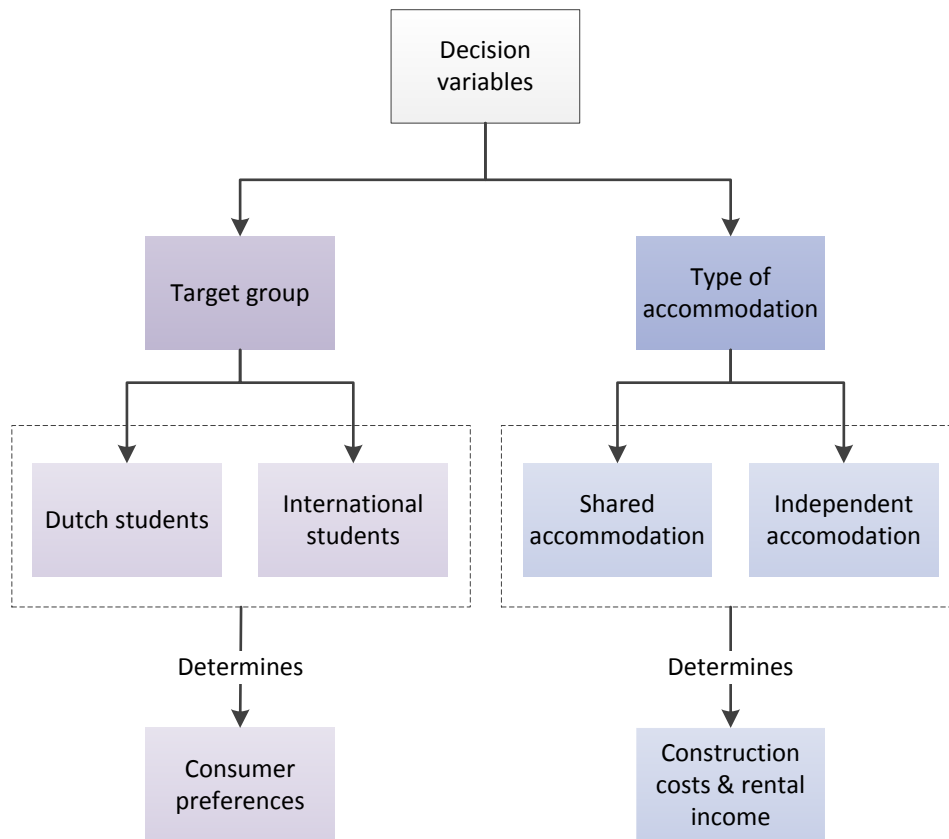 Decision
variables
Target group
Type of
accommodation
Dutch students
International
students
Shared
accommodation
Independent
accomodation
Determines
Determines
Consumer
preferences
Construction
costs & rental
income